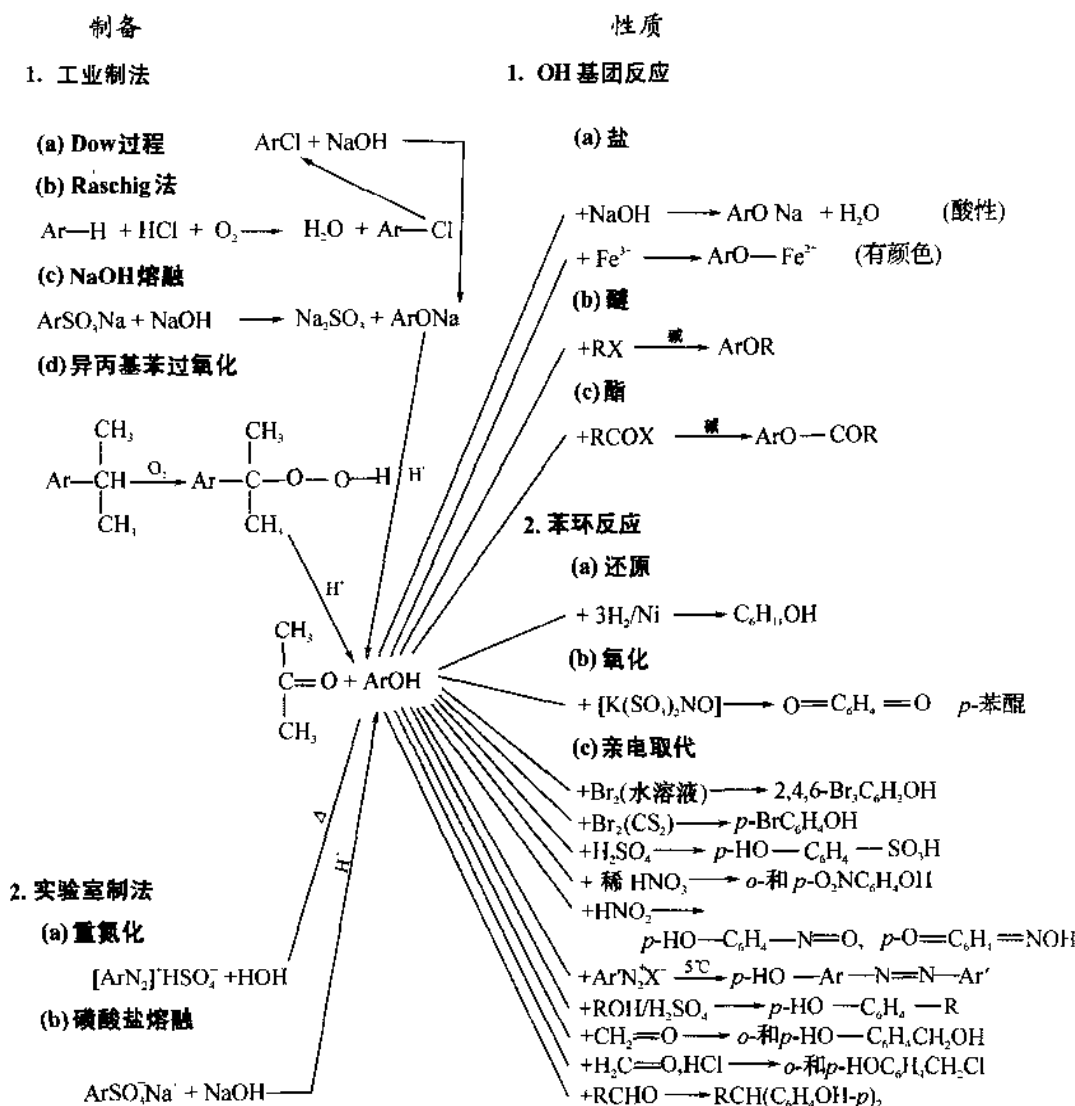 制备
1. 工业制法
(a) Dow过程
ArCl + NaOH
(b) Raschig法
Ar—H + HCl + O₂ → H₂O + Ar—Cl
(c) NaOH熔融
ArSO₃Na + NaOH → Na₂SO₃ + ArONa
(d) 异丙基苯过氧化
CH₃ CH₃
Ar—CH —O₂→ Ar—C—O—O—H H⁺
CH₃ CH₃
H⁺
CH₃
C=O + ArOH
CH₃
Δ
H⁺
2. 实验室制法
(a) 重氮化
[ArN₂]⁺HSO₄⁻ +HOH
(b) 磺酸盐熔融
ArSO₃⁻Na⁺ + NaOH
性质
1. OH基团反应
(a) 盐
+NaOH → ArO Na + H₂O (酸性)
+ Fe³⁺ → ArO—Fe²⁺ (有颜色)
(b) 醚
+RX —碱→ ArOR
(c) 酯
+RCOX —碱→ ArO—COR
2. 苯环反应
(a) 还原
+ 3H₂/Ni → C₆H₁₁OH
(b) 氧化
+ [K(SO₃)₂NO] → O=C₆H₄=O p-苯醌
(c) 亲电取代
+Br₂(水溶液) → 2,4,6-Br₃C₆H₂OH
+Br₂(CS₂) → p-BrC₆H₄OH
+H₂SO₄ → p-HO—C₆H₄—SO₃H
+ 稀 HNO₃ → o-和 p-O₂NC₆H₄OH
+HNO₂ →
p-HO—C₆H₄—N=O, p-O=C₆H₄=NOH
+Ar′N₂⁺X⁻ —5℃→ p-HO—Ar—N=N—Ar′
+ROH/H₂SO₄ → p-HO—C₆H₄—R
+CH₂=O → o-和p-HO—C₆H₄CH₂OH
+H₂C=O,HCl → o-和p-HOC₆H₄CH₂Cl
+RCHO → RCH(C₆H₄OH-p)₂